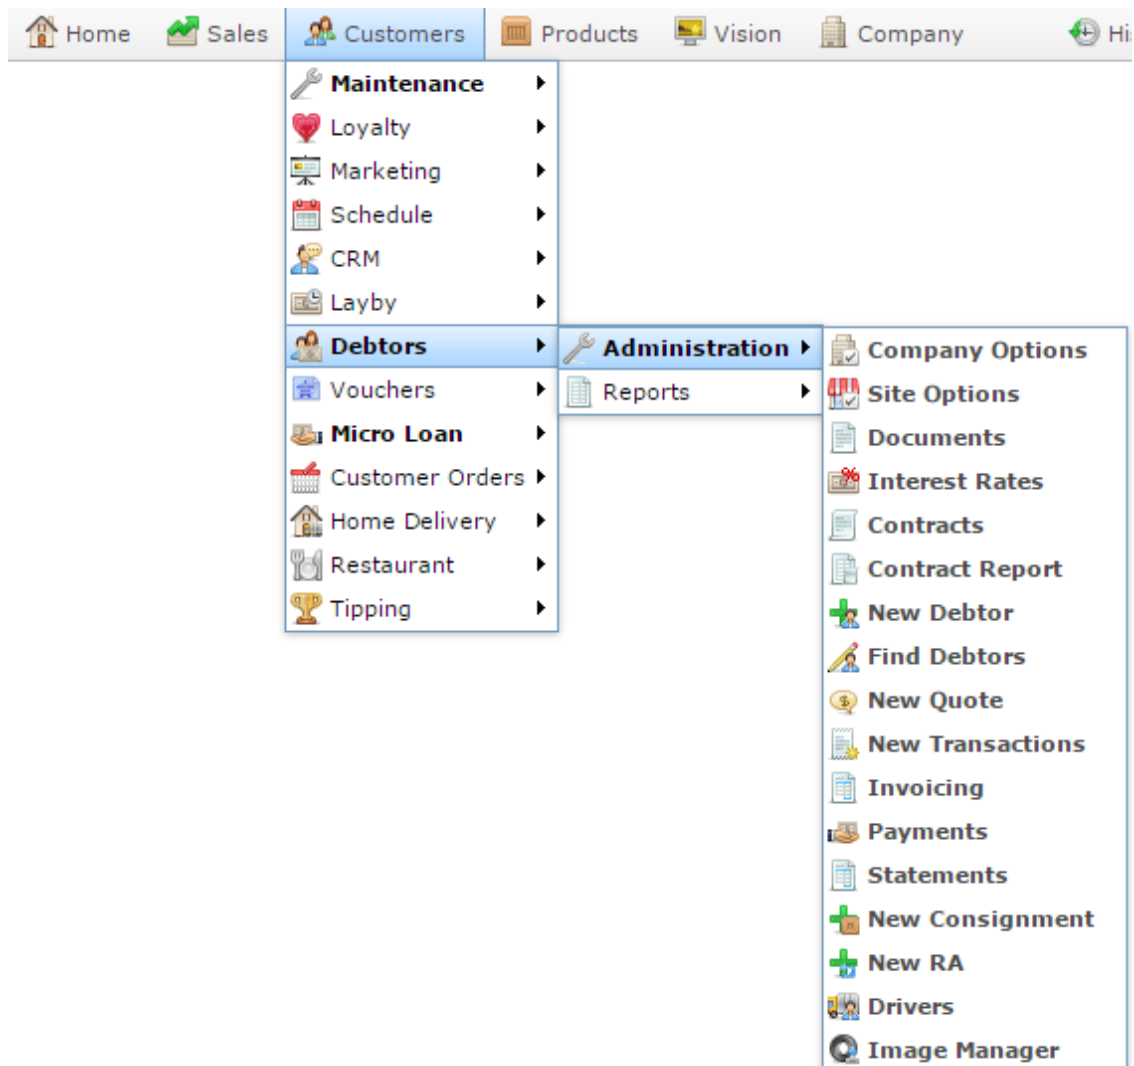 Home Sales Customers Products Vision Company
Maintenance
Loyalty
Marketing
Schedule
CRM
Layby
Debtors Administration Company Options
Vouchers Reports Site Options
Micro Loan Documents
Customer Orders Interest Rates
Home Delivery Contracts
Restaurant Contract Report
Tipping New Debtor
Find Debtors
New Quote
New Transactions
Invoicing
Payments
Statements
New Consignment
New RA
Drivers
Image Manager